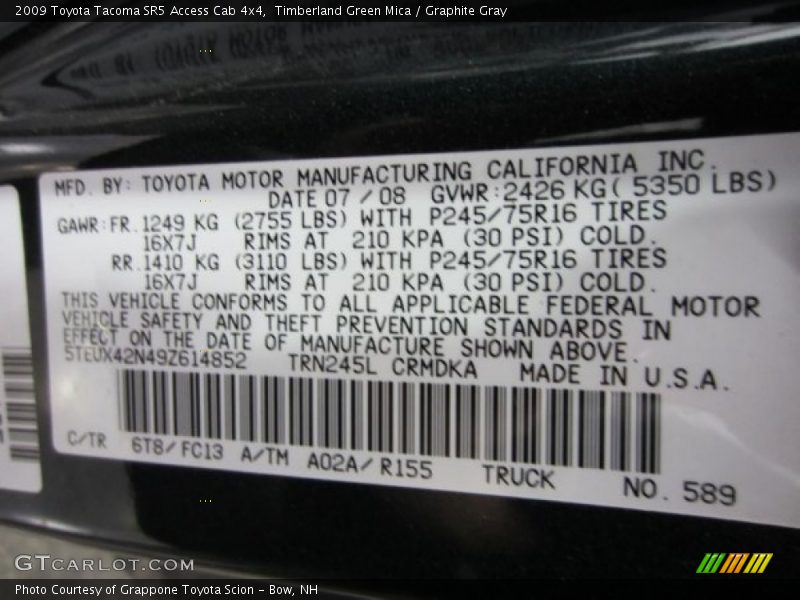 2009 Toyota Tacoma SR5 Access Cab 4x4, Timberland Green Mica / Graphite Gray
MFD. BY: TOYOTA MOTOR MANUFACTURING CALIFORNIA INC.
DATE 07/08 GVWR:2426 KG( 5350 LBS)
GAWR:FR.1249 KG (2755 LBS) WITH P245/75R16 TIRES
16X7J RIMS AT 210 KPA (30 PSI) COLD.
RR.1410 KG (3110 LBS) WITH P245/75R16 TIRES
16X7J RIMS AT 210 KPA (30 PSI) COLD.
THIS VEHICLE CONFORMS TO ALL APPLICABLE FEDERAL MOTOR
VEHICLE SAFETY AND THEFT PREVENTION STANDARDS IN
EFFECT ON THE DATE OF MANUFACTURE SHOWN ABOVE.
5TEUX42N49Z614852 TRN245L CRMDKA MADE IN U.S.A.
C/TR 6T8/FC13 A/TM A02A/R155 TRUCK NO. 589
GTCARLOT.COM
Photo Courtesy of Grappone Toyota Scion - Bow, NH